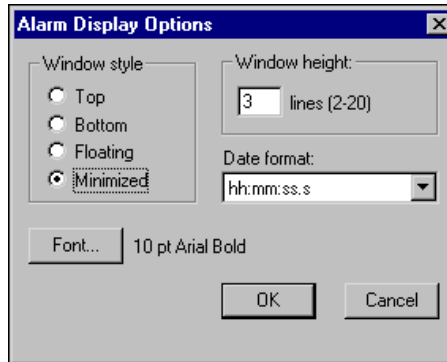 Alarm Display Options
Window style
Top
Bottom
Floating
Minimized
Window height:
3 lines (2-20)
Date format:
hh:mm:ss.s
Font... 10 pt Arial Bold
OK Cancel